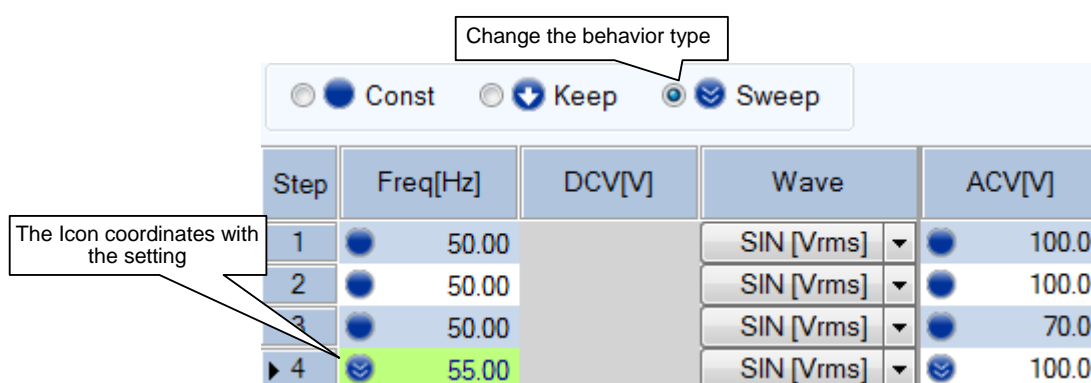 Change the behavior type
Const Keep Sweep
Step Freq[Hz] DCV[V] Wave ACV[V]
The Icon coordinates with
the setting
1 50.00 SIN [Vrms] 100.0
2 50.00 SIN [Vrms] 100.0
3 50.00 SIN [Vrms] 70.0
4 55.00 SIN [Vrms] 100.0